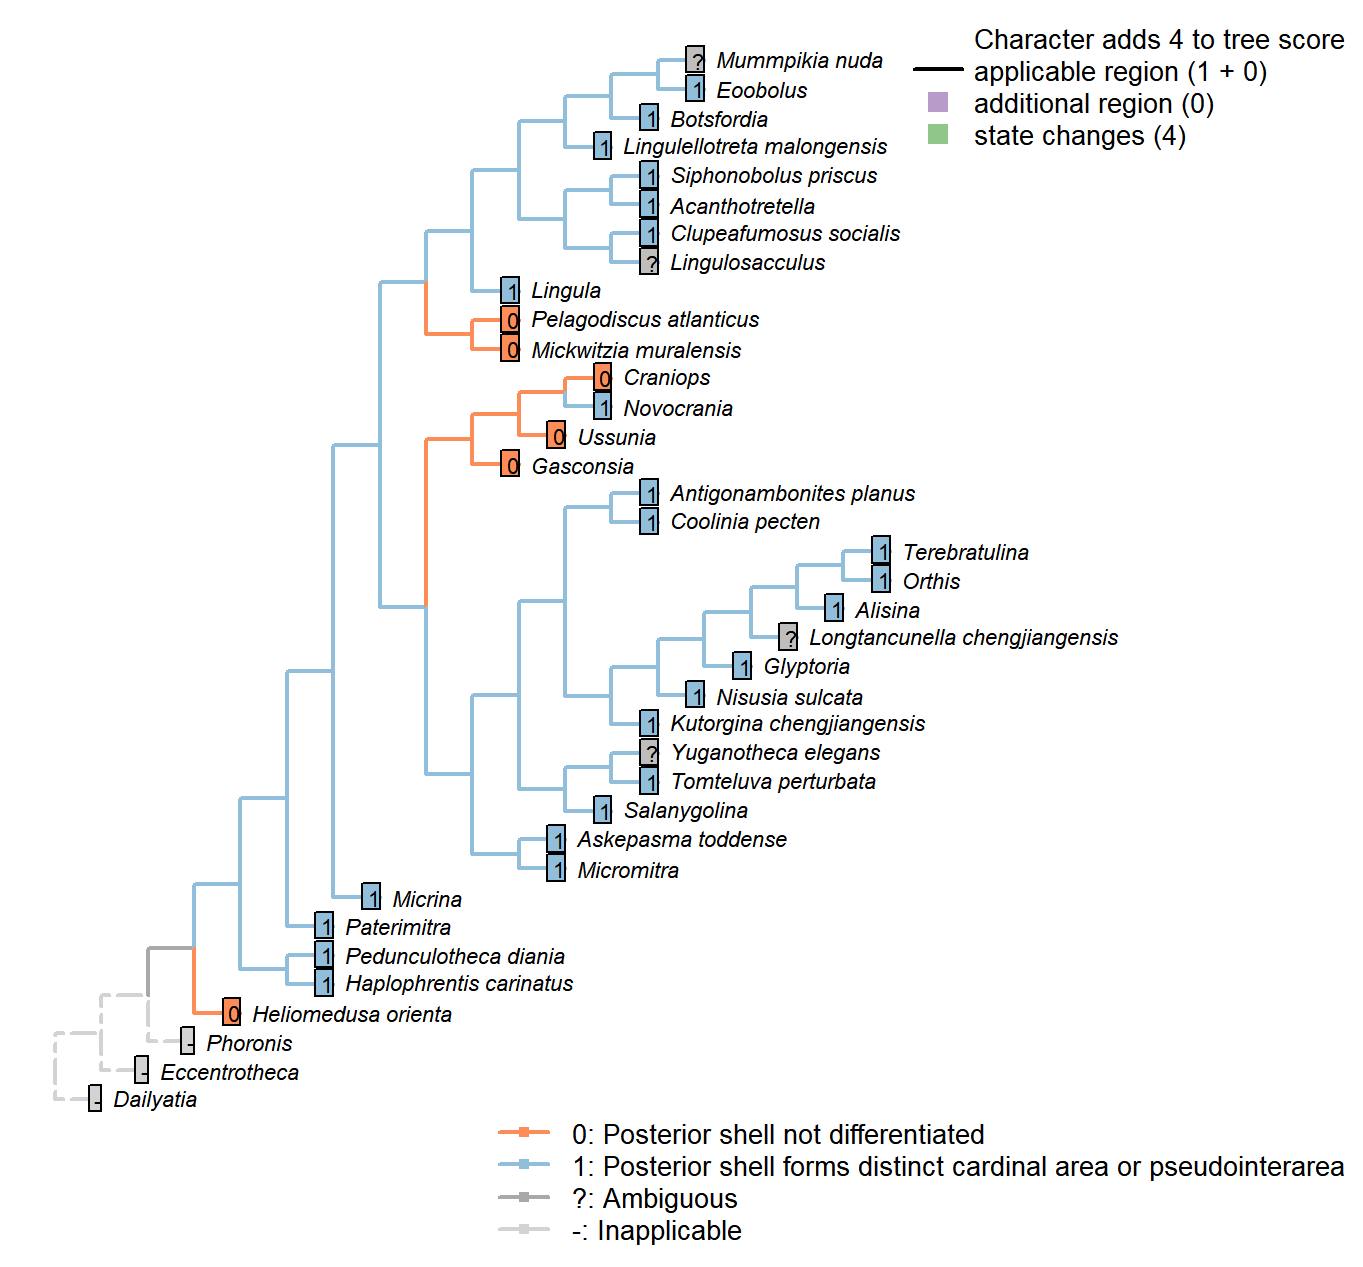 Character adds 4 to tree score
applicable region (1 + 0)
additional region (0)
state changes (4)
? Mummpikia nuda
1 Eoobolus
1 Botsfordia
1 Lingulellotreta malongensis
1 Siphonobolus priscus
1 Acanthotretella
1 Clupeafumosus socialis
? Lingulosacculus
1 Lingula
0 Pelagodiscus atlanticus
0 Mickwitzia muralensis
0 Craniops
1 Novocrania
0 Ussunia
0 Gasconsia
1 Antigonambonites planus
1 Coolinia pecten
1 Terebratulina
1 Orthis
1 Alisina
? Longtancunella chengjiangensis
1 Glyptoria
1 Nisusia sulcata
1 Kutorgina chengjiangensis
? Yuganotheca elegans
1 Tomteluva perturbata
1 Salanygolina
1 Askepasma toddense
1 Micromitra
1 Micrina
1 Paterimitra
1 Pedunculotheca diania
1 Haplophrentis carinatus
0 Heliomedusa orienta
- Phoronis
- Eccentrotheca
- Dailyatia
0: Posterior shell not differentiated
1: Posterior shell forms distinct cardinal area or pseudointerarea
?: Ambiguous
-: Inapplicable